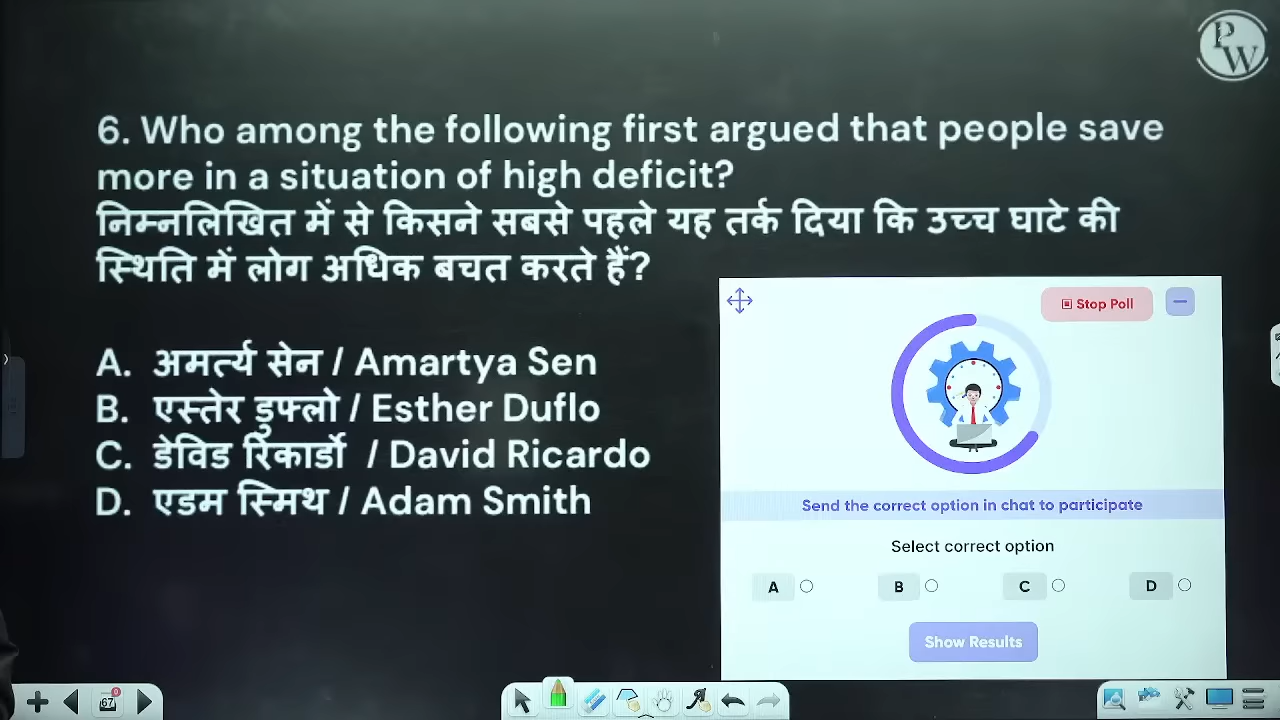 PW
6. Who among the following first argued that people save
more in a situation of high deficit?
निम्नलिखित में से किसने सबसे पहले यह तर्क दिया कि उच्च घाटे की
स्थिति में लोग अधिक बचत करते हैं?
A. अमर्त्य सेन / Amartya Sen
B. एस्तेर डुफ्लो / Esther Duflo
C. डेविड रिकार्डो / David Ricardo
D. एडम स्मिथ / Adam Smith
Stop Poll
Send the correct option in chat to participate
Select correct option
A
B
C
D
Show Results
67
0